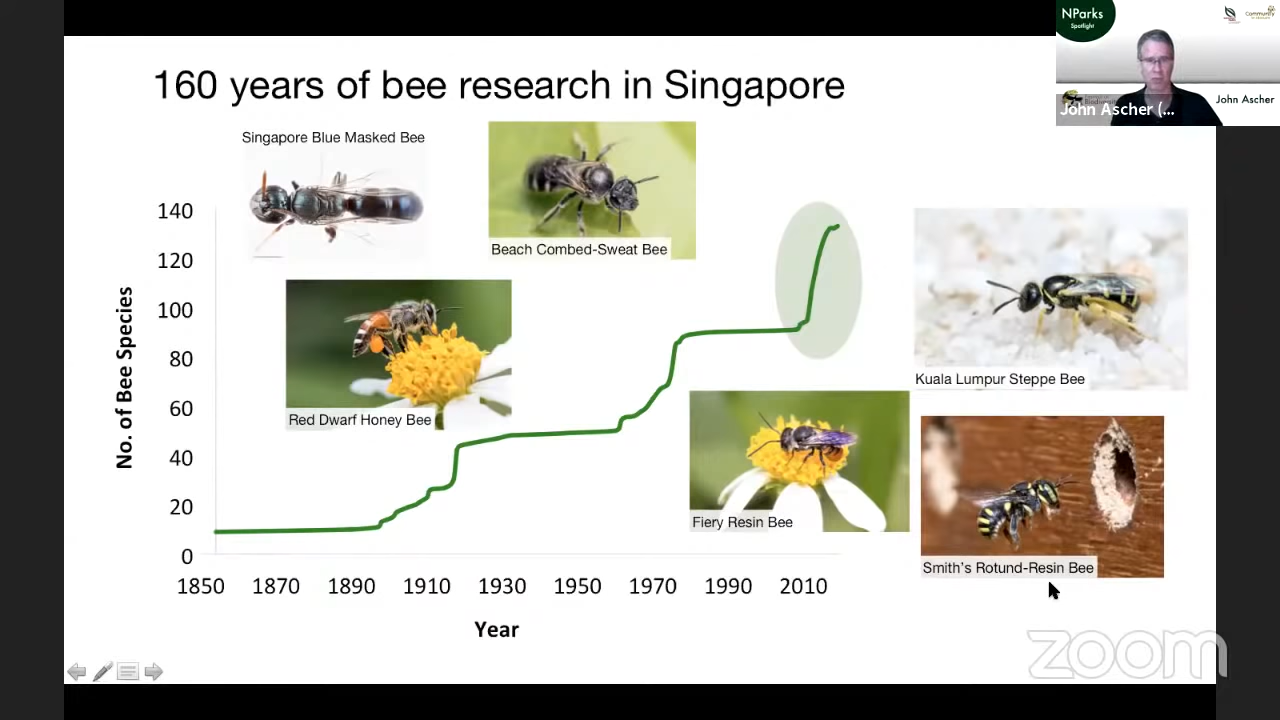 NParks
Spotlight
Community
John Ascher
John Ascher (...
160 years of bee research in Singapore
Singapore Blue Masked Bee
Beach Combed-Sweat Bee
Red Dwarf Honey Bee
Fiery Resin Bee
Kuala Lumpur Steppe Bee
Smith's Rotund-Resin Bee
No. of Bee Species
140
120
100
80
60
40
20
0
1850 1870 1890 1910 1930 1950 1970 1990 2010
Year
zoom